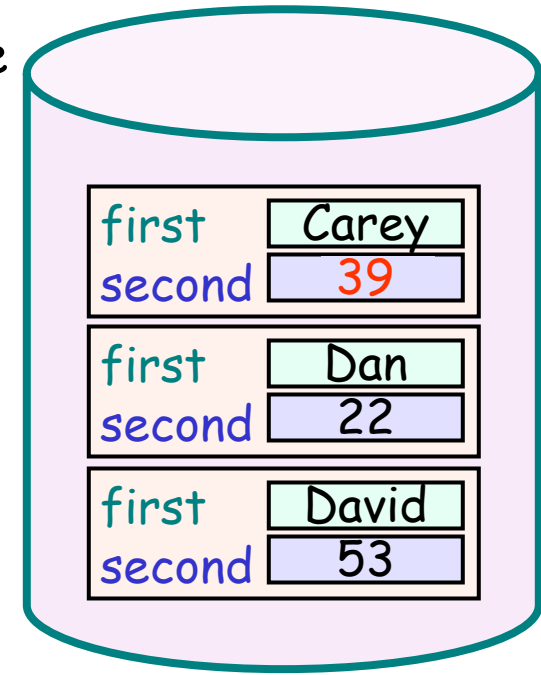 first Carey
second 39
first Dan
second 22
first David
second 53